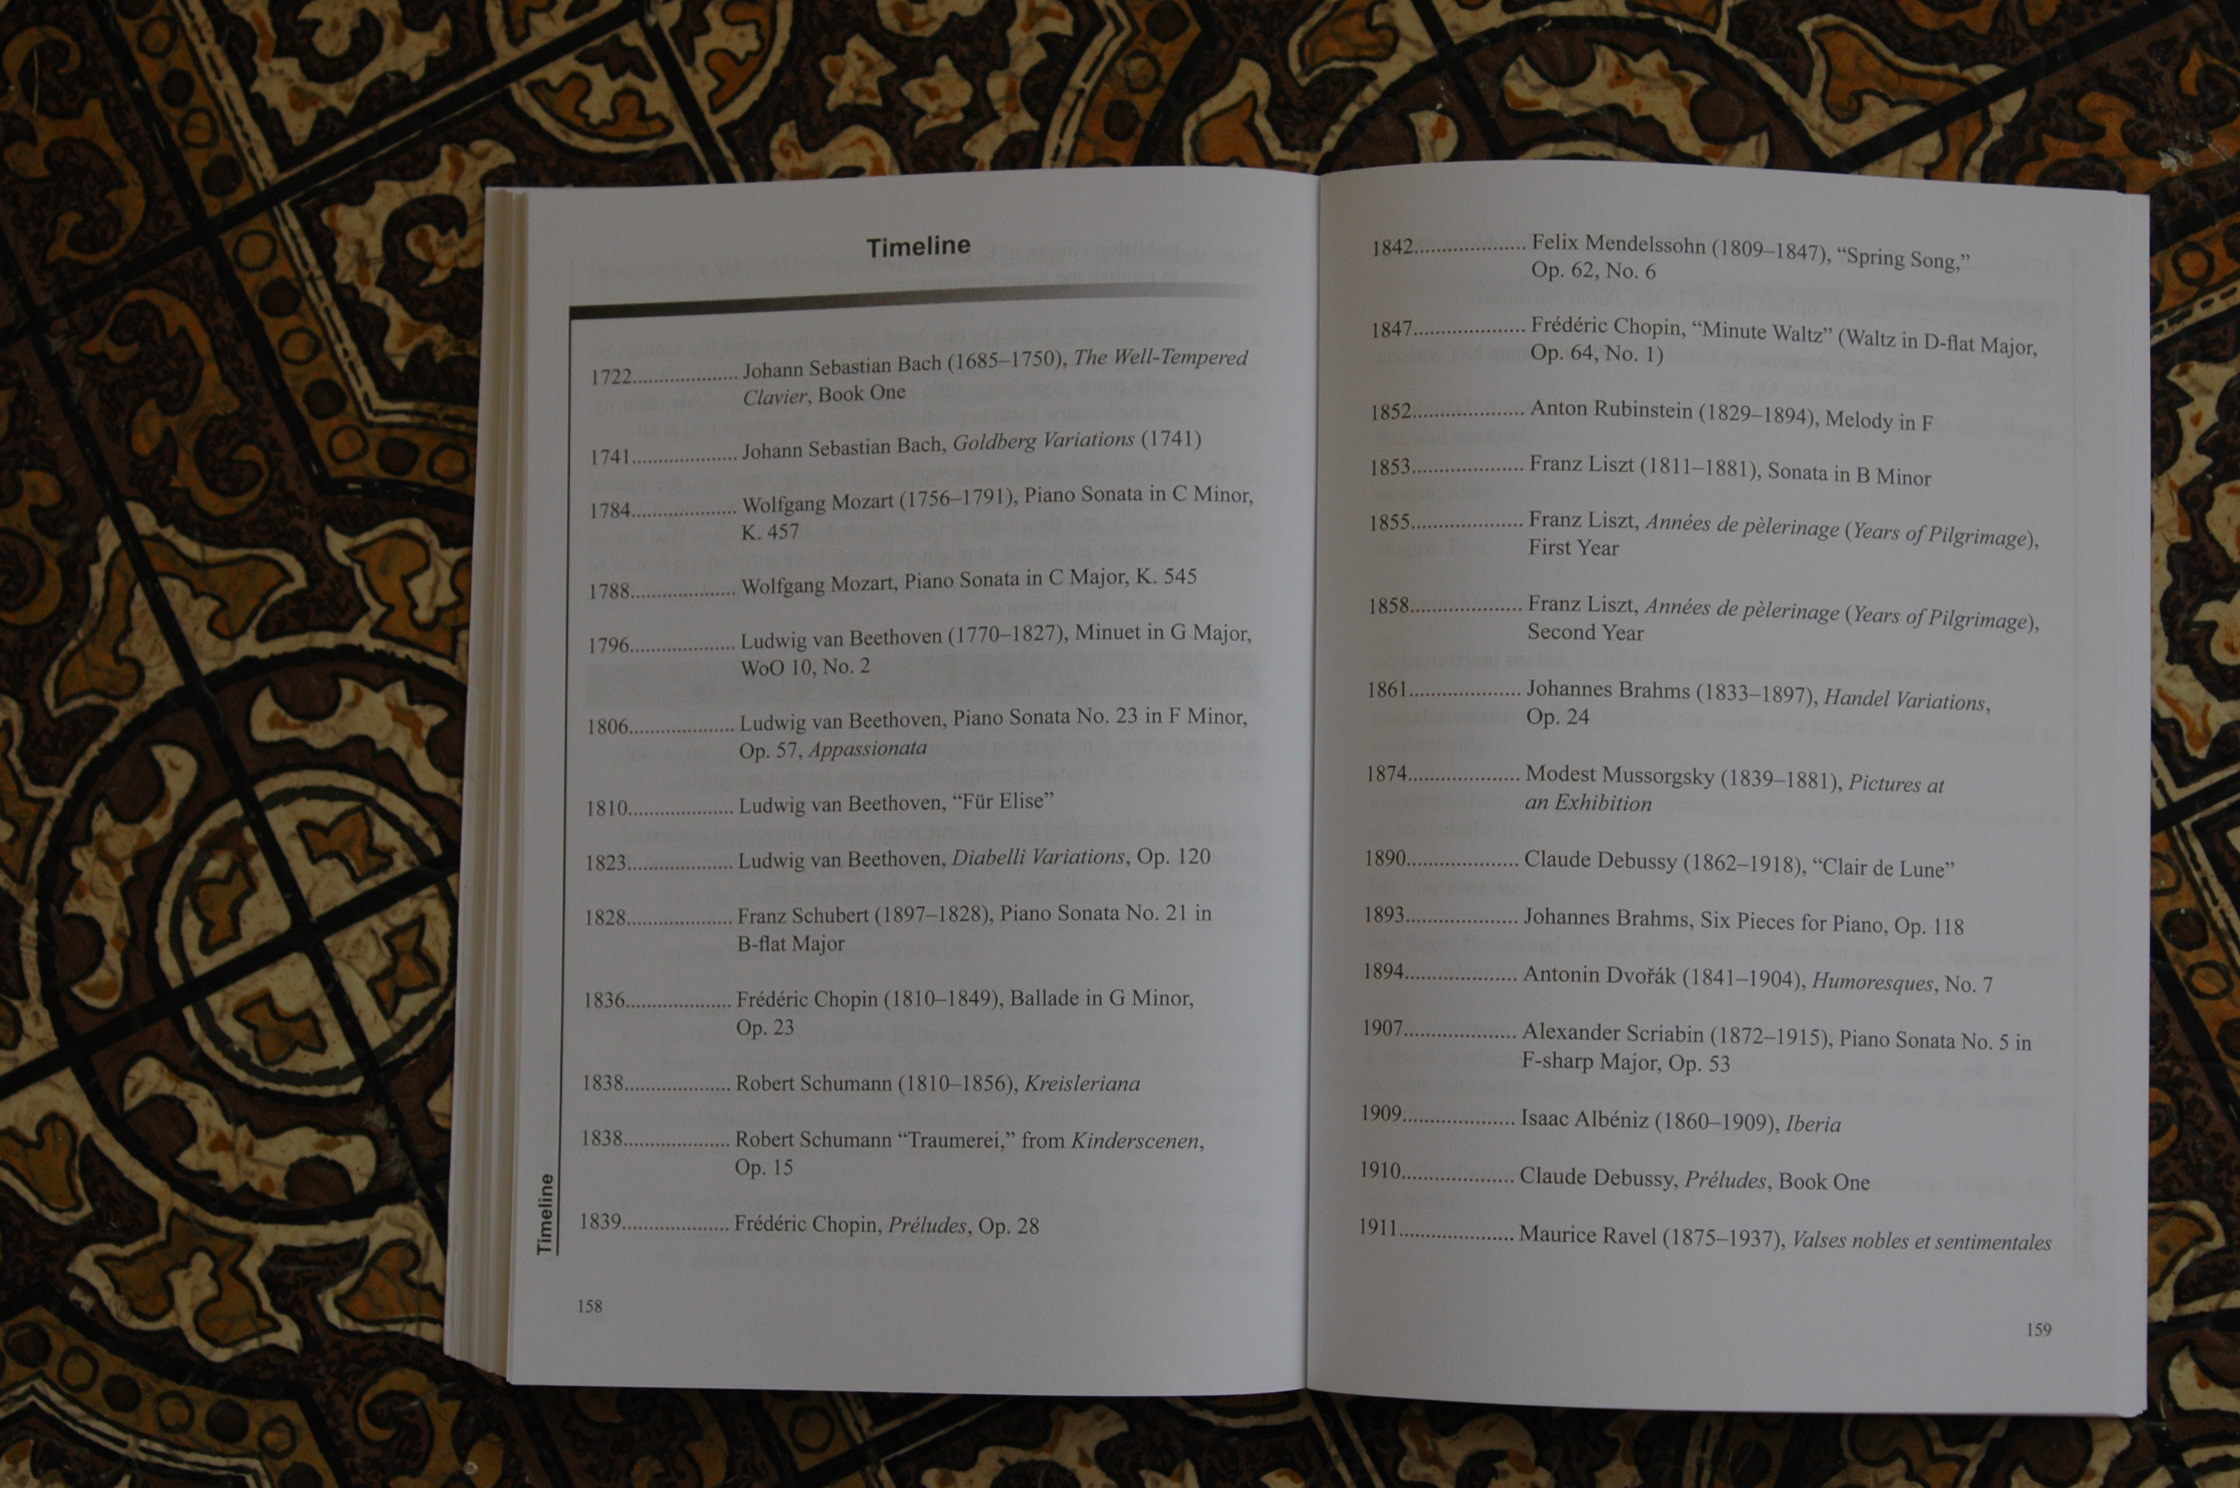 Timeline
1722................. Johann Sebastian Bach (1685–1750), The Well-Tempered
Clavier, Book One
1741................. Johann Sebastian Bach, Goldberg Variations (1741)
1784................. Wolfgang Mozart (1756–1791), Piano Sonata in C Minor,
K. 457
1788................. Wolfgang Mozart, Piano Sonata in C Major, K. 545
1796................. Ludwig van Beethoven (1770–1827), Minuet in G Major,
WoO 10, No. 2
1806................. Ludwig van Beethoven, Piano Sonata No. 23 in F Minor,
Op. 57, Appassionata
1810................. Ludwig van Beethoven, “Für Elise”
1823................. Ludwig van Beethoven, Diabelli Variations, Op. 120
1828................. Franz Schubert (1897–1828), Piano Sonata No. 21 in
B-flat Major
1836................. Frédéric Chopin (1810–1849), Ballade in G Minor,
Op. 23
1838................. Robert Schumann (1810–1856), Kreisleriana
1838................. Robert Schumann “Traumerei,” from Kinderscenen,
Op. 15
1839................. Frédéric Chopin, Préludes, Op. 28
Timeline
158
1842................. Felix Mendelssohn (1809–1847), “Spring Song,”
Op. 62, No. 6
1847................. Frédéric Chopin, “Minute Waltz” (Waltz in D-flat Major,
Op. 64, No. 1)
1852................. Anton Rubinstein (1829–1894), Melody in F
1853................. Franz Liszt (1811–1881), Sonata in B Minor
1855................. Franz Liszt, Années de pèlerinage (Years of Pilgrimage),
First Year
1858................. Franz Liszt, Années de pèlerinage (Years of Pilgrimage),
Second Year
1861................. Johannes Brahms (1833–1897), Handel Variations,
Op. 24
1874................. Modest Mussorgsky (1839–1881), Pictures at
an Exhibition
1890................. Claude Debussy (1862–1918), “Clair de Lune”
1893................. Johannes Brahms, Six Pieces for Piano, Op. 118
1894................. Antonin Dvořák (1841–1904), Humoresques, No. 7
1907................. Alexander Scriabin (1872–1915), Piano Sonata No. 5 in
F-sharp Major, Op. 53
1909................. Isaac Albéniz (1860–1909), Iberia
1910................. Claude Debussy, Préludes, Book One
1911................. Maurice Ravel (1875–1937), Valses nobles et sentimentales
159